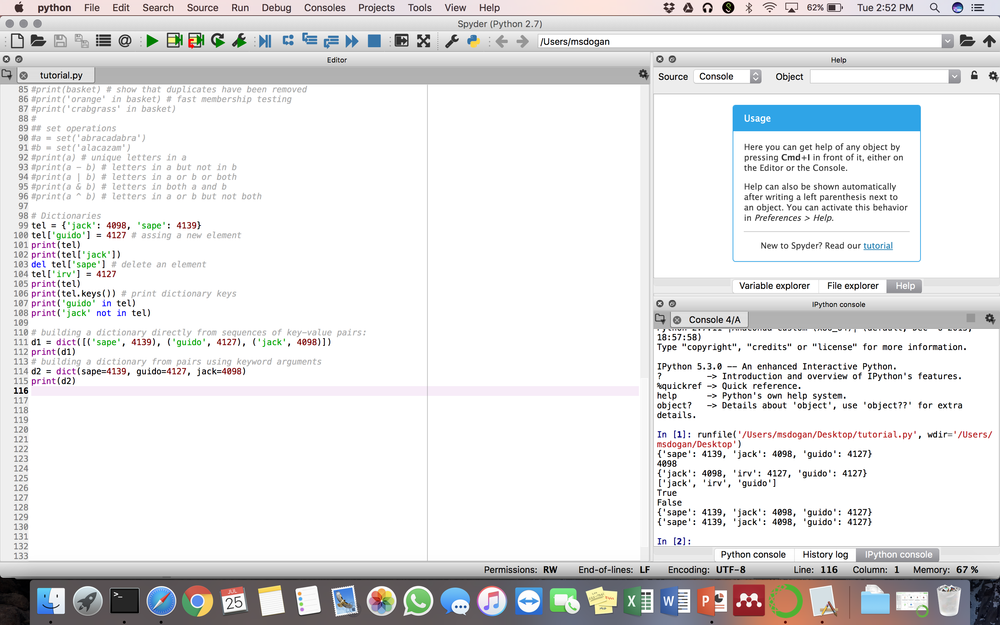 python File Edit Search Source Run Debug Consoles Projects Tools View Help 62% Tue 2:52 PM
Spyder (Python 2.7)
/Users/msdogan
Editor
tutorial.py
85 #print(basket) # show that duplicates have been removed
86 #print('orange' in basket) # fast membership testing
87 #print('crabgrass' in basket)
88 #
89 ## set operations
90 #a = set('abracadabra')
91 #b = set('alacazam')
92 #print(a) # unique letters in a
93 #print(a - b) # letters in a but not in b
94 #print(a | b) # letters in a or b or both
95 #print(a & b) # letters in both a and b
96 #print(a ^ b) # letters in a or b but not both
97
98 # Dictionaries
99 tel = {'jack': 4098, 'sape': 4139}
100 tel['guido'] = 4127 # assing a new element
101 print(tel)
102 print(tel['jack'])
103 del tel['sape'] # delete an element
104 tel['irv'] = 4127
105 print(tel)
106 print(tel.keys()) # print dictionary keys
107 print('guido' in tel)
108 print('jack' not in tel)
109
110 # building a dictionary directly from sequences of key-value pairs:
111 d1 = dict([('sape', 4139), ('guido', 4127), ('jack', 4098)])
112 print(d1)
113 # building a dictionary from pairs using keyword arguments
114 d2 = dict(sape=4139, guido=4127, jack=4098)
115 print(d2)
116
117
118
119
120
121
122
123
124
125
126
127
128
129
130
131
132
133
Help
Source Console Object
Usage
Here you can get help of any object by
pressing Cmd+I in front of it, either on
the Editor or the Console.
Help can also be shown automatically
after writing a left parenthesis next to
an object. You can activate this behavior
in Preferences > Help.
New to Spyder? Read our tutorial
Variable explorer File explorer Help
IPython console
Console 4/A
18:57:58)
Type "copyright", "credits" or "license" for more information.
IPython 5.3.0 -- An enhanced Interactive Python.
? -> Introduction and overview of IPython's features.
%quickref -> Quick reference.
help -> Python's own help system.
object? -> Details about 'object', use 'object??' for extra
details.
In [1]: runfile('/Users/msdogan/Desktop/tutorial.py', wdir='/Users/
msdogan/Desktop')
{'sape': 4139, 'jack': 4098, 'guido': 4127}
4098
{'jack': 4098, 'irv': 4127, 'guido': 4127}
['jack', 'irv', 'guido']
True
False
{'sape': 4139, 'jack': 4098, 'guido': 4127}
{'sape': 4139, 'jack': 4098, 'guido': 4127}
In [2]:
Python console History log IPython console
Permissions: RW End-of-lines: LF Encoding: UTF-8 Line: 116 Column: 1 Memory: 67 %
JUL
25